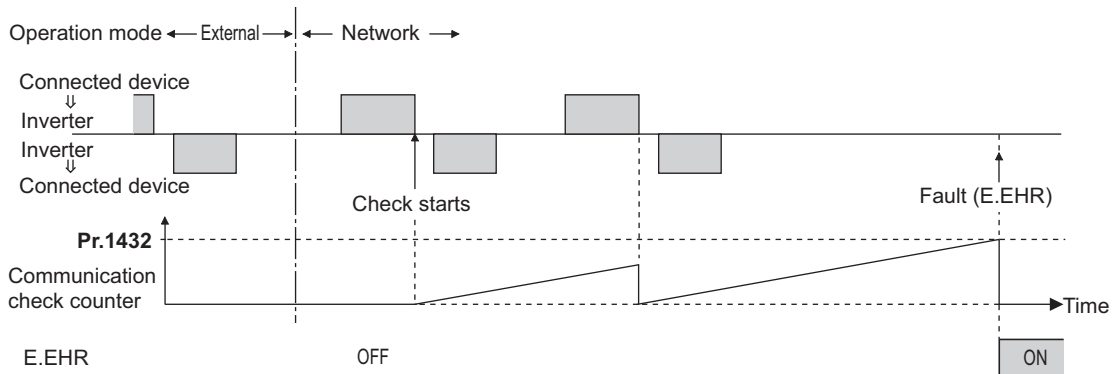 Operation mode External Network
Connected device
⇓
Inverter
Inverter
⇓
Connected device
Check starts
Fault (E.EHR)
Pr.1432
Communication
check counter
Time
E.EHR OFF ON